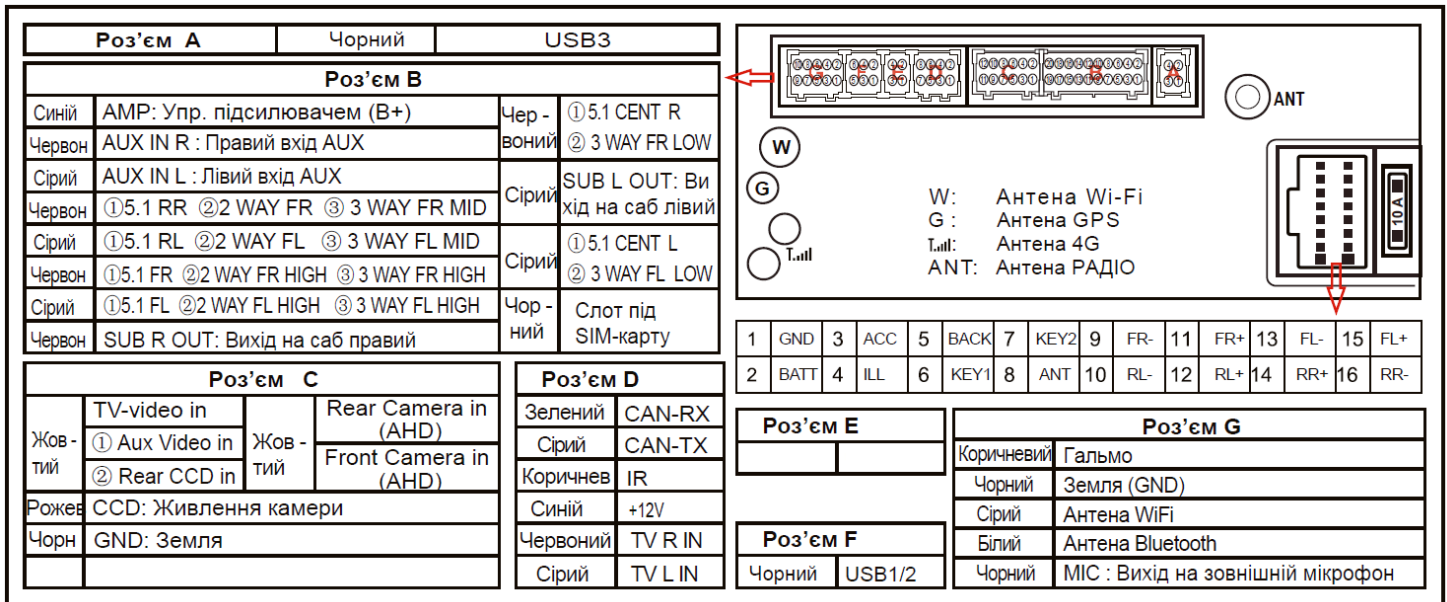 Роз’єм A Чорний USB3
Роз’єм B
Синій AMP: Упр. підсилювачем (B+)
Червон AUX IN R : Правий вхід AUX
Сірий AUX IN L : Лівий вхід AUX
Червон ①5.1 RR ②2 WAY FR ③ 3 WAY FR MID
Сірий ①5.1 RL ②2 WAY FL ③ 3 WAY FL MID
Червон ①5.1 FR ②2 WAY FR HIGH ③ 3 WAY FR HIGH
Сірий ①5.1 FL ②2 WAY FL HIGH ③ 3 WAY FL HIGH
Червон SUB R OUT: Вихід на саб правий
Чер -
воний
① 5.1 CENT R
② 3 WAY FR LOW
Сірий
SUB L OUT: Ви
хід на саб лівий
Сірий
① 5.1 CENT L
② 3 WAY FL LOW
Чор -
ний
Слот під
SIM-карту
G F E D C B A
ANT
W
G
T
10A
W: Антена Wi-Fi
G : Антена GPS
T: Антена 4G
ANT: Антена РАДІО
1 GND 3 ACC 5 BACK 7 KEY2 9 FR- 11 FR+ 13 FL- 15 FL+
2 BATT 4 ILL 6 KEY1 8 ANT 10 RL- 12 RL+ 14 RR+ 16 RR-
Роз’єм C
Жов -
тий
TV-video in
① Aux Video in
② Rear CCD in
Жов -
тий
Rear Camera in
(AHD)
Front Camera in
(AHD)
Рожев CCD: Живлення камери
Чорн GND: Земля
Роз’єм D
Зелений CAN-RX
Сірий CAN-TX
Коричнев IR
Синій +12V
Червоний TV R IN
Сірий TV L IN
Роз’єм E
Роз’єм F
Чорний USB1/2
Роз’єм G
Коричневий Гальмо
Чорний Земля (GND)
Сірий Антена WiFi
Білий Антена Bluetooth
Чорний MIC : Вихід на зовнішній мікрофон